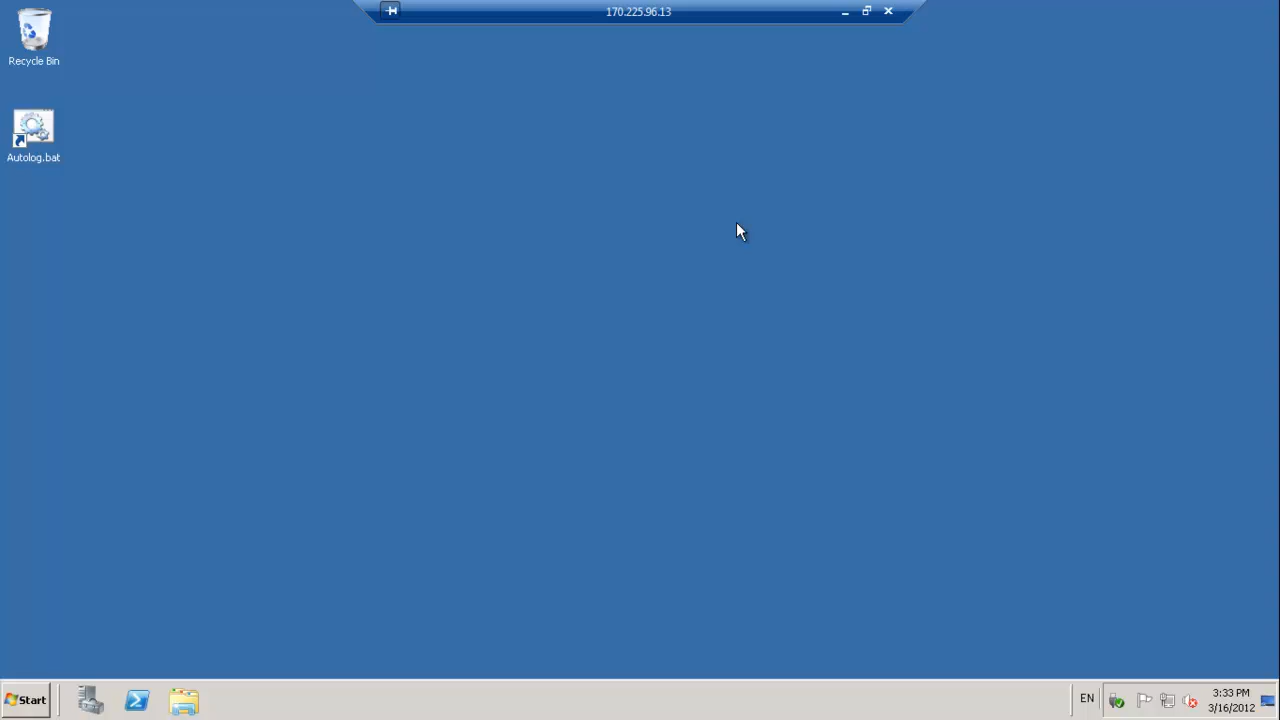 170.225.96.13
Recycle Bin
Autolog.bat
Start
EN
3:33 PM
3/16/2012